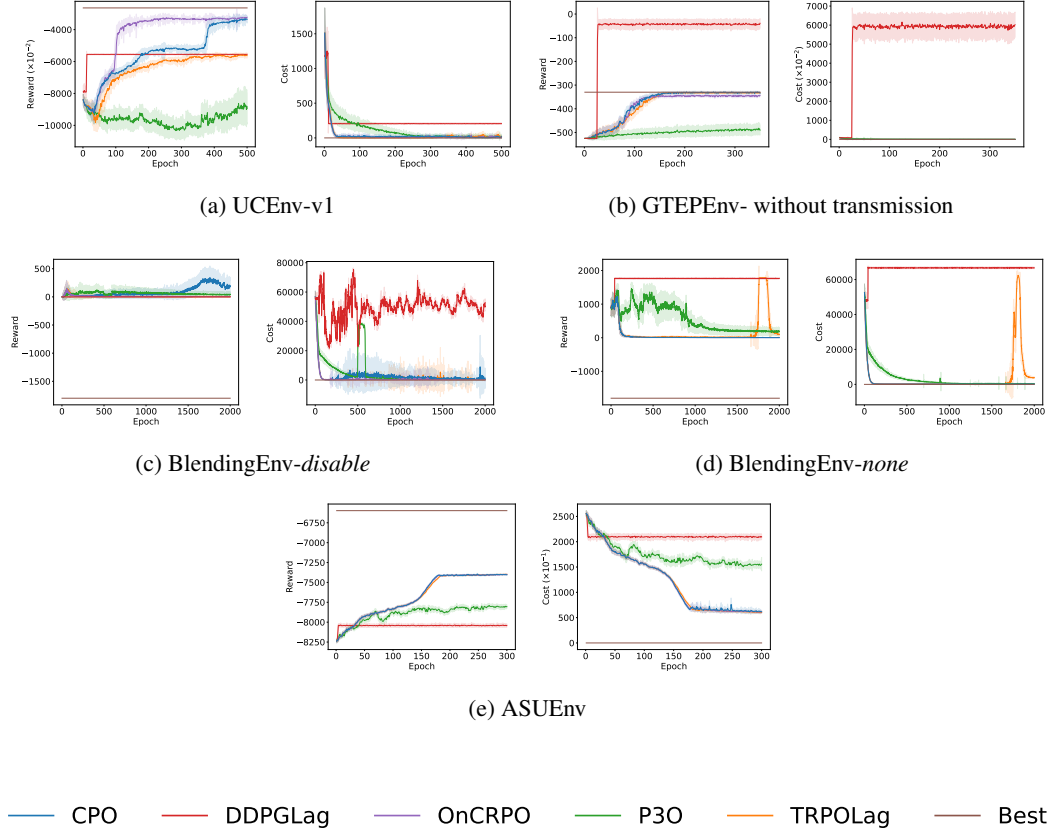 −4000
−6000
−8000
−10000
Reward (×10⁻²)
0 100 200 300 400 500
Epoch
1500
1000
500
0
Cost
0 100 200 300 400 500
Epoch
(a) UCEnv-v1
0
−100
−200
−300
−400
−500
Reward
0 100 200 300
Epoch
7000
6000
5000
4000
3000
2000
1000
0
Cost (×10⁻²)
0 100 200 300
Epoch
(b) GTEPEnv- without transmission
500
0
−500
−1000
−1500
Reward
0 500 1000 1500 2000
Epoch
80000
60000
40000
20000
0
Cost
0 500 1000 1500 2000
Epoch
(c) BlendingEnv-disable
2000
1000
0
−1000
Reward
0 500 1000 1500 2000
Epoch
60000
40000
20000
0
Cost
0 500 1000 1500 2000
Epoch
(d) BlendingEnv-none
−6750
−7000
−7250
−7500
−7750
−8000
−8250
Reward
0 50 100 150 200 250 300
Epoch
2500
2000
1500
1000
500
0
Cost (×10⁻¹)
0 50 100 150 200 250 300
Epoch
(e) ASUEnv
CPO DDPGLag OnCRPO P3O TRPOLag Best